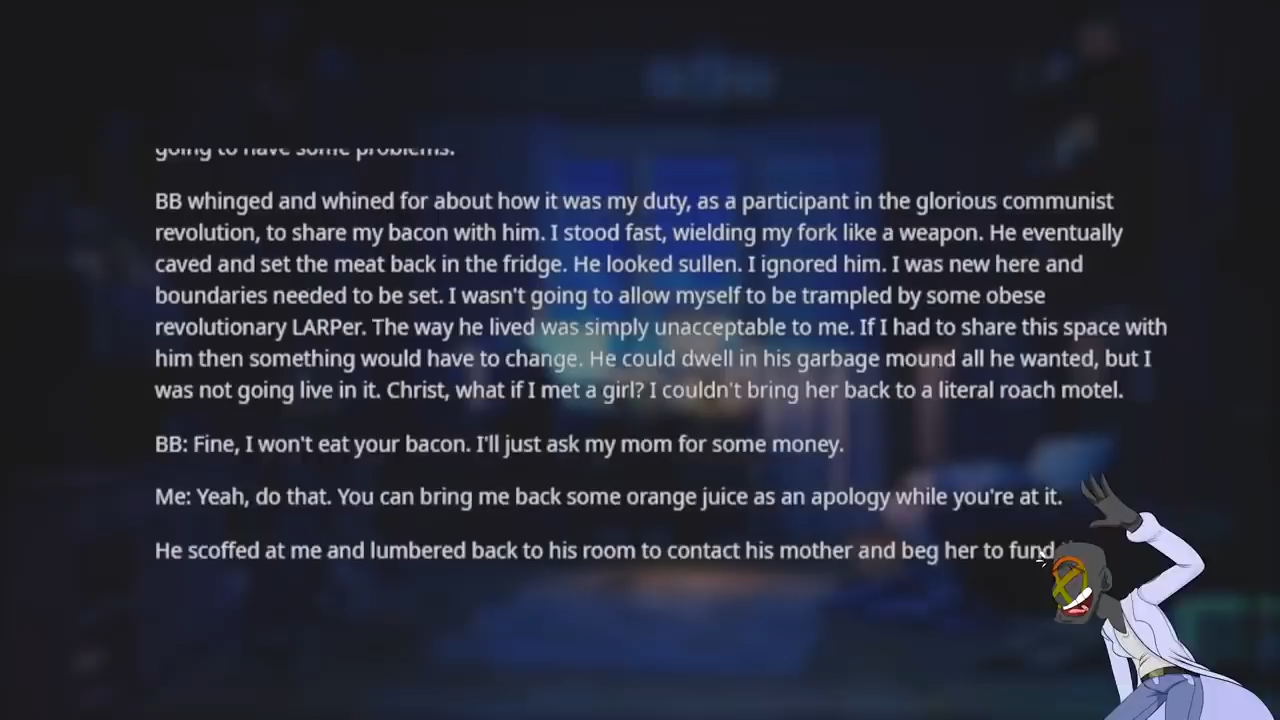 going to have some problems.
BB whinged and whined for about how it was my duty, as a participant in the glorious communist
revolution, to share my bacon with him. I stood fast, wielding my fork like a weapon. He eventually
caved and set the meat back in the fridge. He looked sullen. I ignored him. I was new here and
boundaries needed to be set. I wasn't going to allow myself to be trampled by some obese
revolutionary LARPer. The way he lived was simply unacceptable to me. If I had to share this space with
him then something would have to change. He could dwell in his garbage mound all he wanted, but I
was not going live in it. Christ, what if I met a girl? I couldn't bring her back to a literal roach motel.
BB: Fine, I won't eat your bacon. I'll just ask my mom for some money.
Me: Yeah, do that. You can bring me back some orange juice as an apology while you're at it.
He scoffed at me and lumbered back to his room to contact his mother and beg her to fund